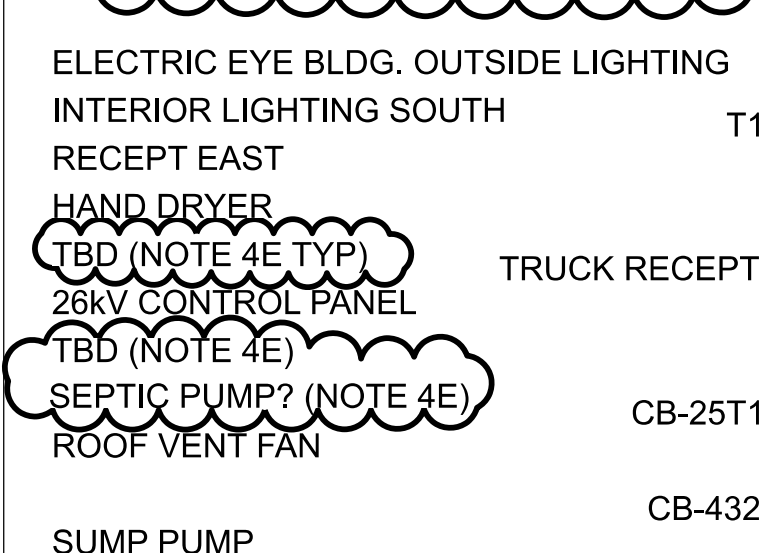 ELECTRIC EYE BLDG. OUTSIDE LIGHTING
INTERIOR LIGHTING SOUTH
T1
RECEPT EAST
HAND DRYER
TBD (NOTE 4E TYP)
TRUCK RECEPT
26kV CONTROL PANEL
TBD (NOTE 4E)
SEPTIC PUMP? (NOTE 4E)
CB-25T1
ROOF VENT FAN
CB-432
SUMP PUMP